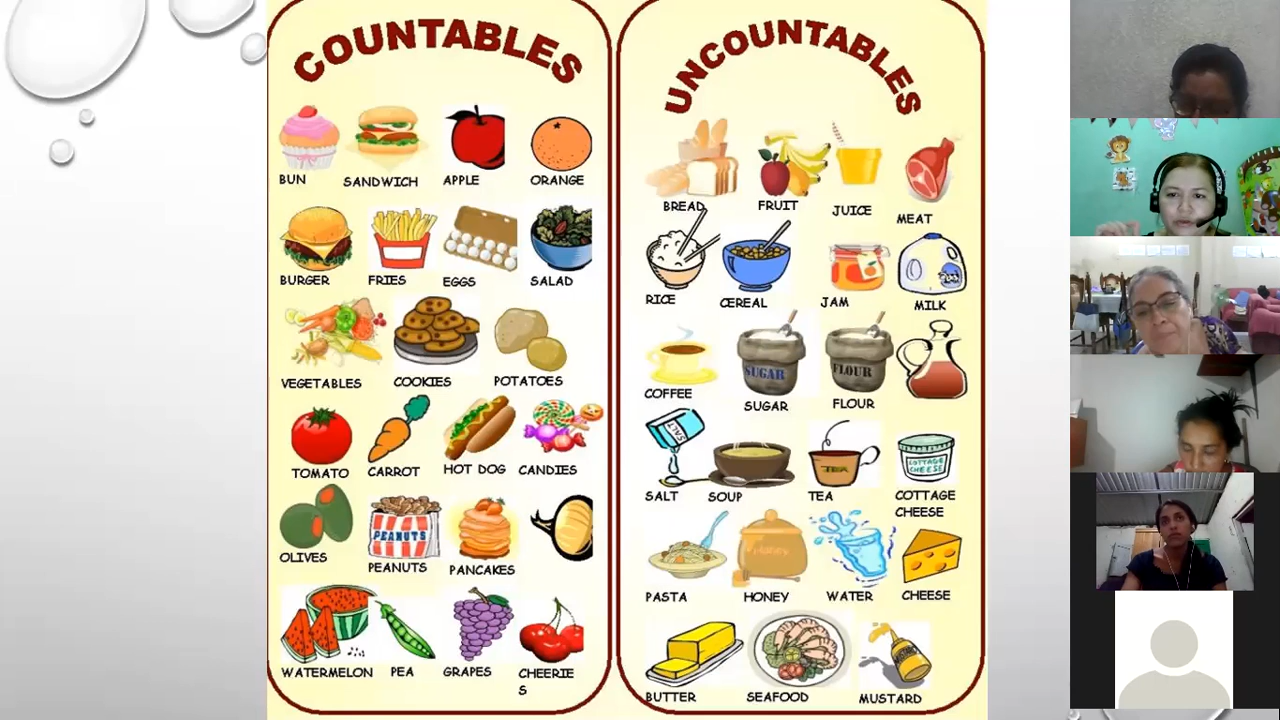 COUNTABLES
BUN
SANDWICH
APPLE
ORANGE
BURGER
FRIES
EGGS
SALAD
VEGETABLES
COOKIES
POTATOES
TOMATO
CARROT
HOT DOG
CANDIES
OLIVES
PEANUTS
PEANUTS
PANCAKES
WATERMELON
PEA
GRAPES
CHEERIE
S
UNCOUNTABLES
BREAD
FRUIT
JUICE
MEAT
RICE
CEREAL
JAM
MILK
COFFEE
SUGAR
SUGAR
FLOUR
FLOUR
SALT
SALT
SOUP
TEA
TEA
COTTAGE
CHEESE
COTTAGE
CHEESE
PASTA
Honey
HONEY
WATER
CHEESE
BUTTER
SEAFOOD
MUSTARD